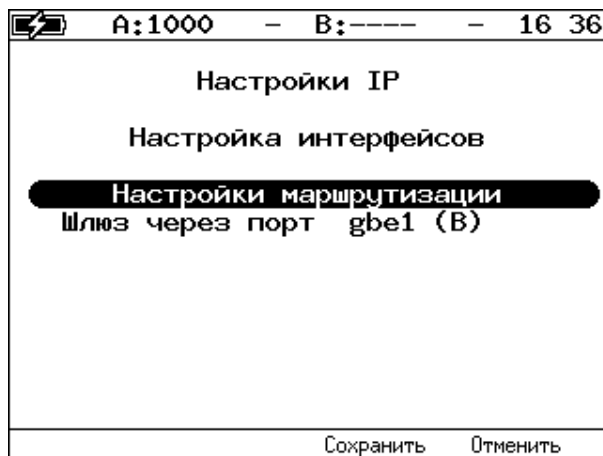 A:1000 – B:---- – 16 36
Настройки IP
Настройка интерфейсов
Настройки маршрутизации
Шлюз через порт gbe1 (B)
Сохранить Отменить